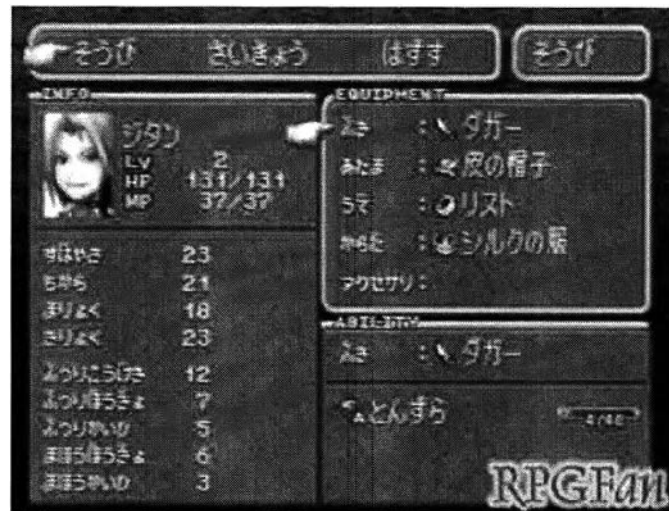 そうび さいきょう はずす そうび
INFO
ジタン
Lv 2
HP 131/131
MP 37/37
すばやさ 23
ちから 21
まりょく 18
きりょく 23
ぶつりこうげき 12
ぶつりぼうぎょ 7
ぶつりかいひ 5
まほうぼうぎょ 6
まほうかいひ 3
EQUIPMENT
ぶき : ダガー
あたま : 皮の帽子
うで : リスト
からだ : シルクの服
アクセサリ :
ABILITY
ぶき : ダガー
とんずら 4/40
RPGFan